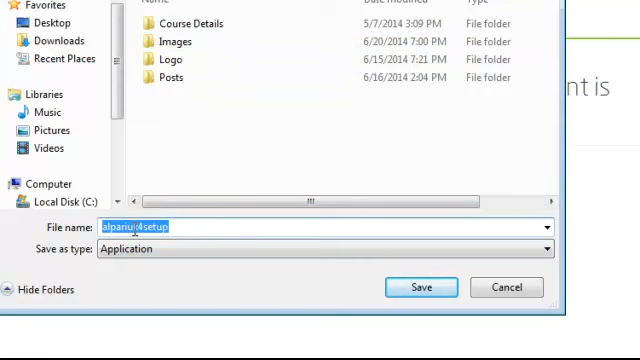 Favorites
Date modified Type
Desktop
Downloads
Recent Places
Libraries
Music
Pictures
Videos
Computer
Local Disk (C:)
Course Details 5/7/2014 3:09 PM File folder
Images 6/20/2014 7:00 PM File folder
Logo 6/15/2014 7:21 PM File folder
Posts 6/16/2014 2:04 PM File folder
nt is
File name:
Save as type: Application
Hide Folders
Save Cancel